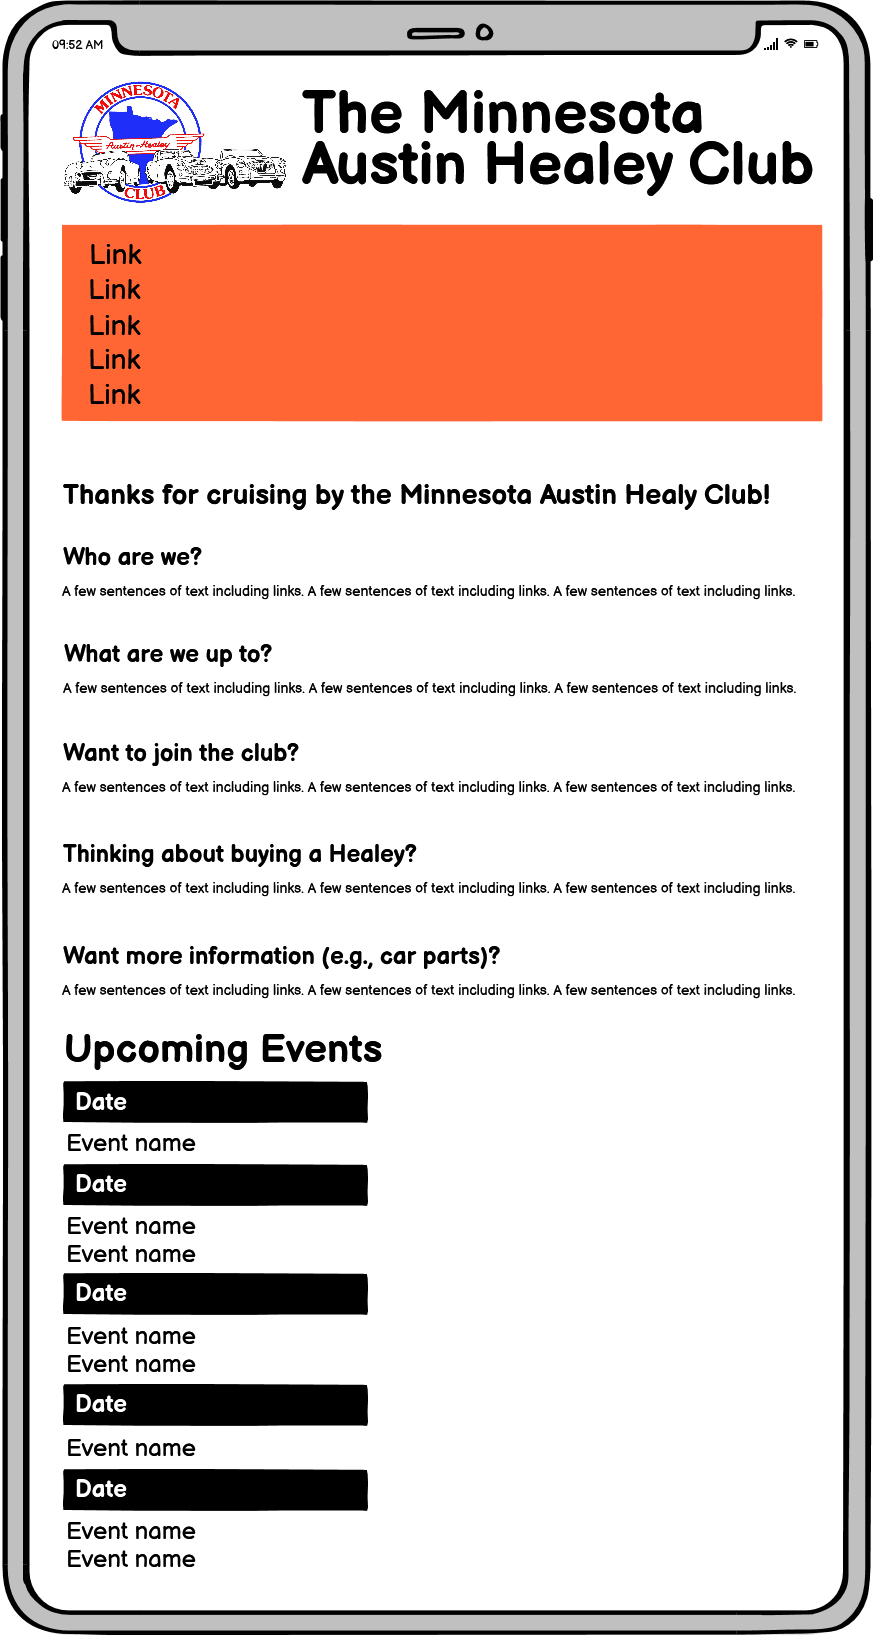 09:52 AM
MINNESOTA
Austin-Healey
CLUB
The Minnesota
Austin Healey Club
Link
Link
Link
Link
Link
Thanks for cruising by the Minnesota Austin Healy Club!
Who are we?
A few sentences of text including links. A few sentences of text including links. A few sentences of text including links.
What are we up to?
A few sentences of text including links. A few sentences of text including links. A few sentences of text including links.
Want to join the club?
A few sentences of text including links. A few sentences of text including links. A few sentences of text including links.
Thinking about buying a Healey?
A few sentences of text including links. A few sentences of text including links. A few sentences of text including links.
Want more information (e.g., car parts)?
A few sentences of text including links. A few sentences of text including links. A few sentences of text including links.
Upcoming Events
Date
Event name
Date
Event name
Event name
Date
Event name
Event name
Date
Event name
Date
Event name
Event name